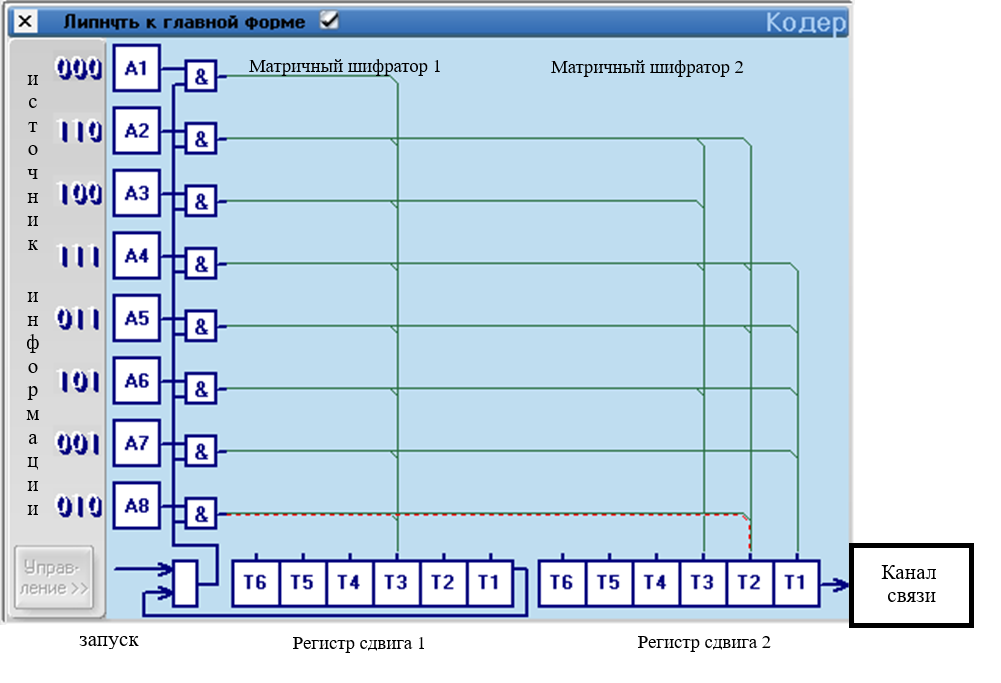 Липнуть к главной форме
Кодер
источник информации
Матричный шифратор 1
Матричный шифратор 2
000 A1 &
110 A2 &
100 A3 &
111 A4 &
011 A5 &
101 A6 &
001 A7 &
010 A8 &
Управ-
ление >>
T6 T5 T4 T3 T2 T1
T6 T5 T4 T3 T2 T1
Канал
связи
запуск
Регистр сдвига 1
Регистр сдвига 2